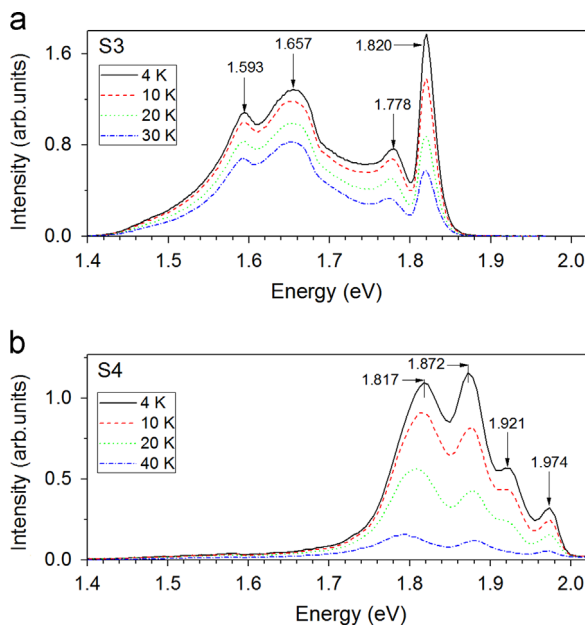 a
S3
1.593
1.657
1.820
1.778
4 K
10 K
20 K
30 K
Intensity (arb.units)
1.6
0.8
0.0
1.4 1.5 1.6 1.7 1.8 1.9 2.0
Energy (eV)
b
S4
1.817
1.872
1.921
1.974
4 K
10 K
20 K
40 K
Intensity (arb.units)
1.0
0.5
0.0
1.4 1.5 1.6 1.7 1.8 1.9 2.0
Energy (eV)